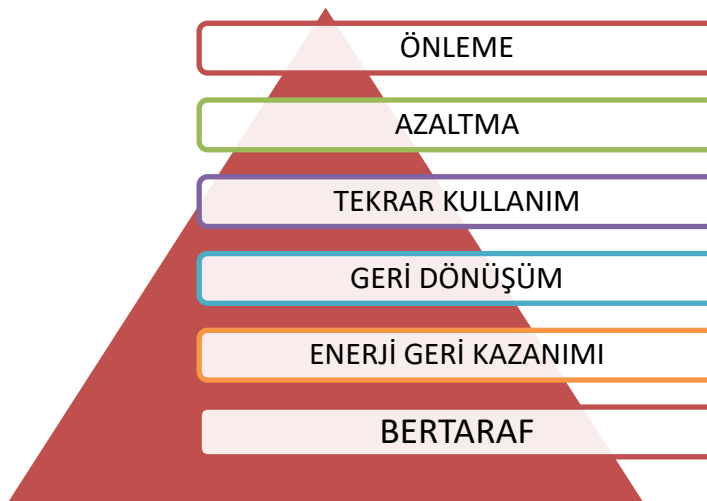 ÖNLEME
AZALTMA
TEKRAR KULLANIM
GERİ DÖNÜŞÜM
ENERJİ GERİ KAZANIMI
BERTARAF